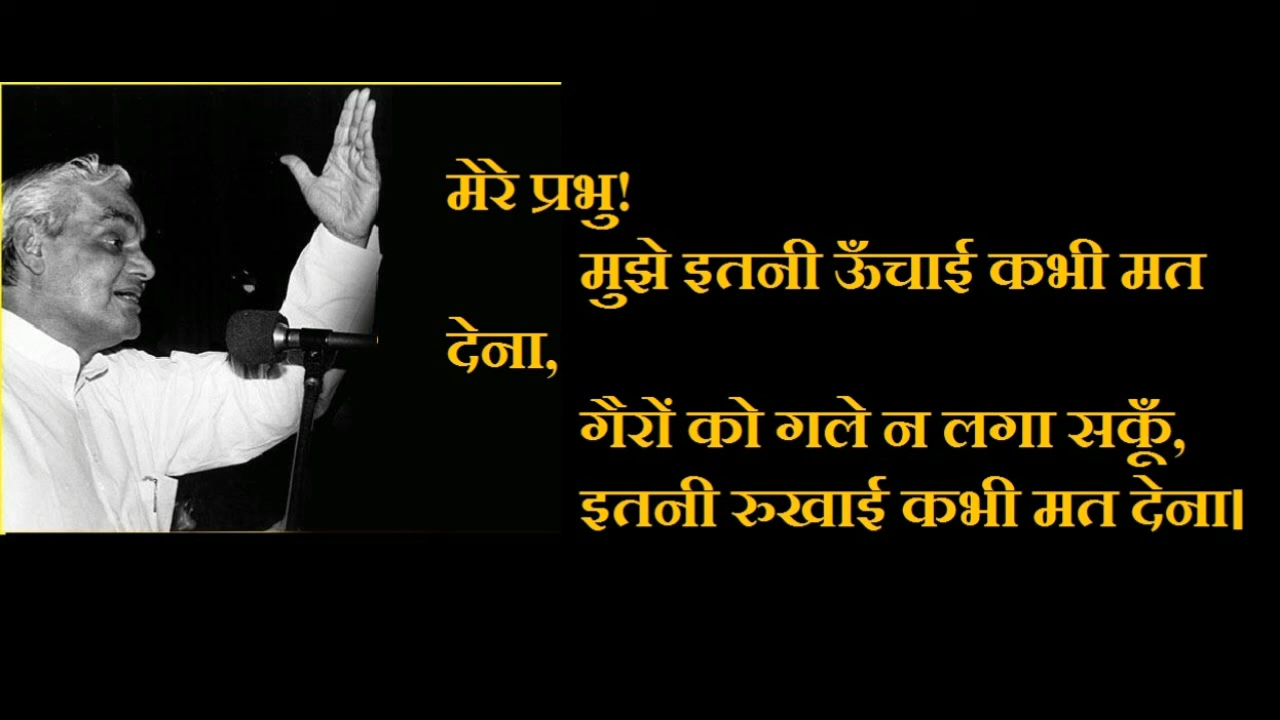 मेरे प्रभु!
मुझे इतनी ऊँचाई कभी मत
देना,
गैरों को गले न लगा सकूँ,
इतनी रुखाई कभी मत देना।